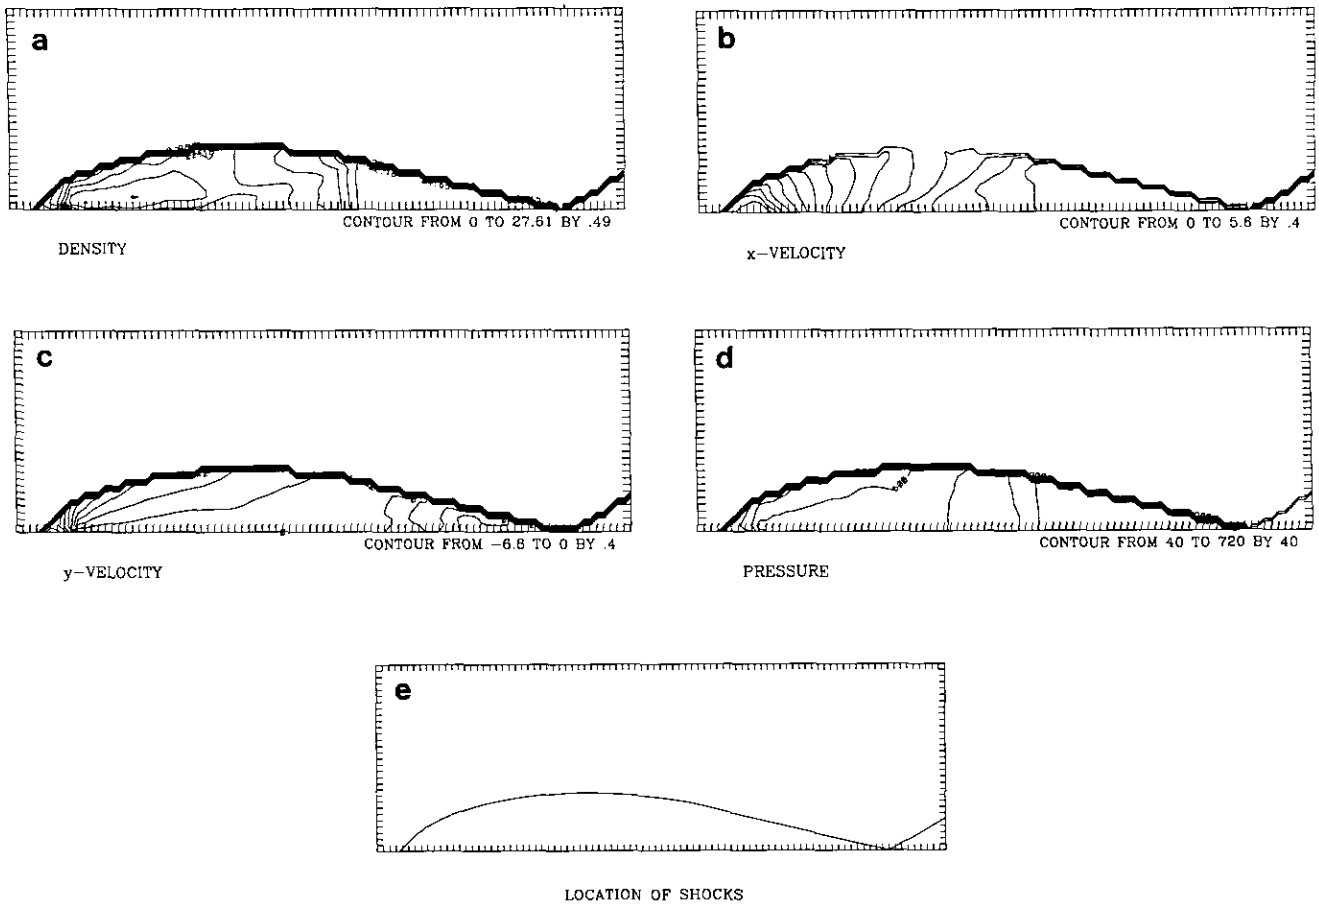 a
CONTOUR FROM 0 TO 27.61 BY .49
DENSITY
b
CONTOUR FROM 0 TO 5.6 BY .4
x-VELOCITY
c
CONTOUR FROM -6.8 TO 0 BY .4
y-VELOCITY
d
CONTOUR FROM 40 TO 720 BY 40
PRESSURE
e
LOCATION OF SHOCKS